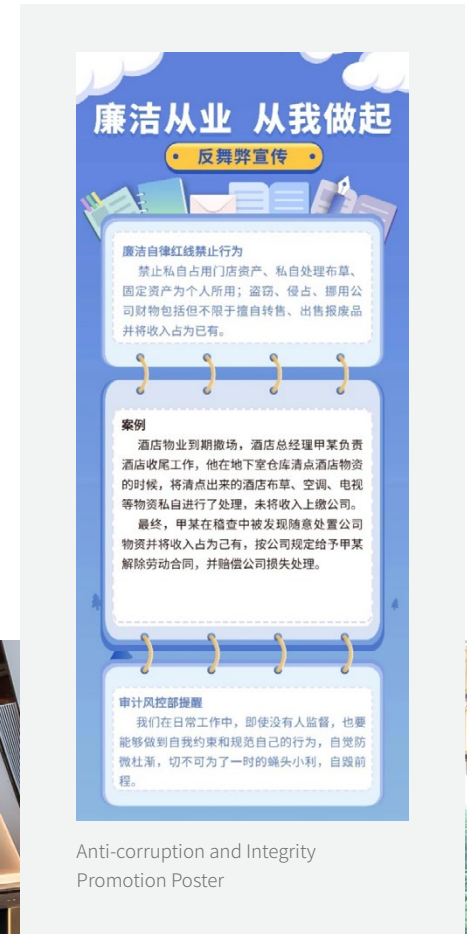 廉洁从业 从我做起
反舞弊宣传
廉洁自律红线禁止行为
禁止私自占用门店资产、私自处理布草、
固定资产为个人所用；盗窃、侵占、挪用公
司财物包括但不限于擅自转售、出售报废品
并将收入占为已有。
案例
酒店物业到期撤场，酒店总经理甲某负责
酒店收尾工作，他在地下室仓库清点酒店物资
的时候，将清点出来的酒店布草、空调、电视
等物资私自进行了处理，未将收入上缴公司。
最终，甲某在稽查中被发现随意处置公司
物资并将收入占为己有，按公司规定给予甲某
解除劳动合同，并赔偿公司损失处理。
审计风控部提醒
我们在日常工作中，即使没有人监督，也要
能够做到自我约束和规范自己的行为，自觉防
微杜渐，切不可为了一时的蝇头小利，自毁前
程。
Anti-corruption and Integrity
Promotion Poster